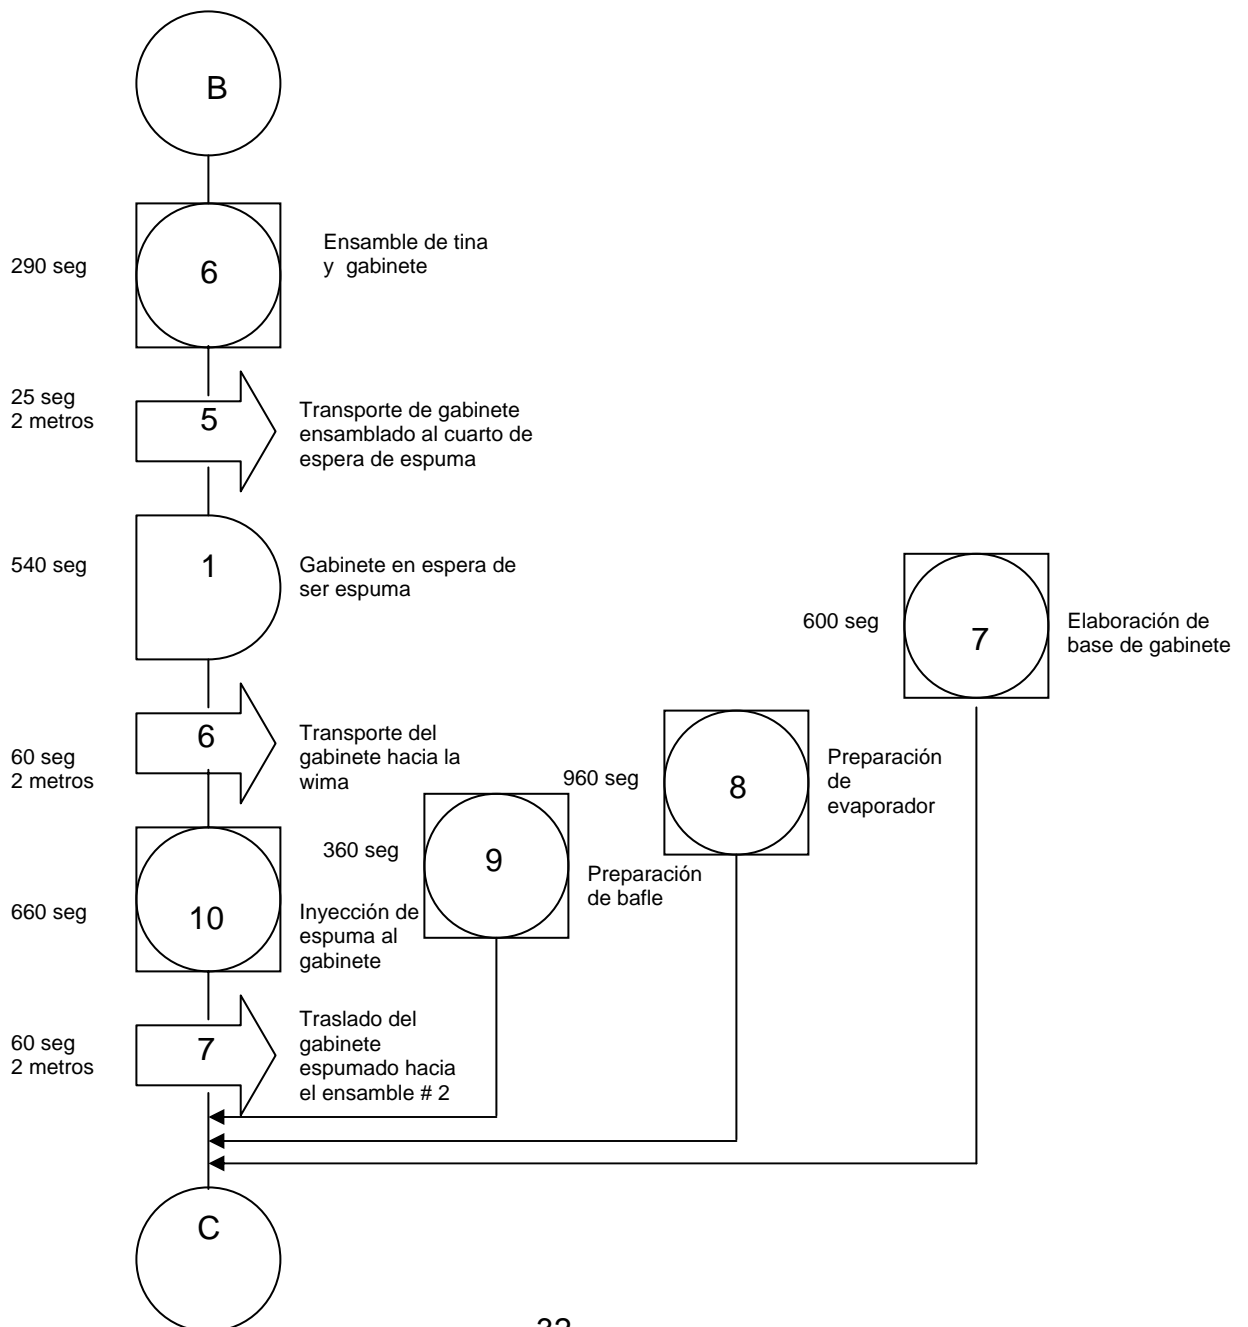 B
290 seg
6
Ensamble de tina
y gabinete
25 seg
2 metros
5
Transporte de gabinete
ensamblado al cuarto de
espera de espuma
540 seg
1
Gabinete en espera de
ser espuma
600 seg
7
Elaboración de
base de gabinete
60 seg
2 metros
6
Transporte del
gabinete hacia la
wima
960 seg
8
Preparación
de
evaporador
360 seg
9
Preparación
de bafle
660 seg
10
Inyección de
espuma al
gabinete
60 seg
2 metros
7
Traslado del
gabinete
espumado hacia
el ensamble # 2
C
32